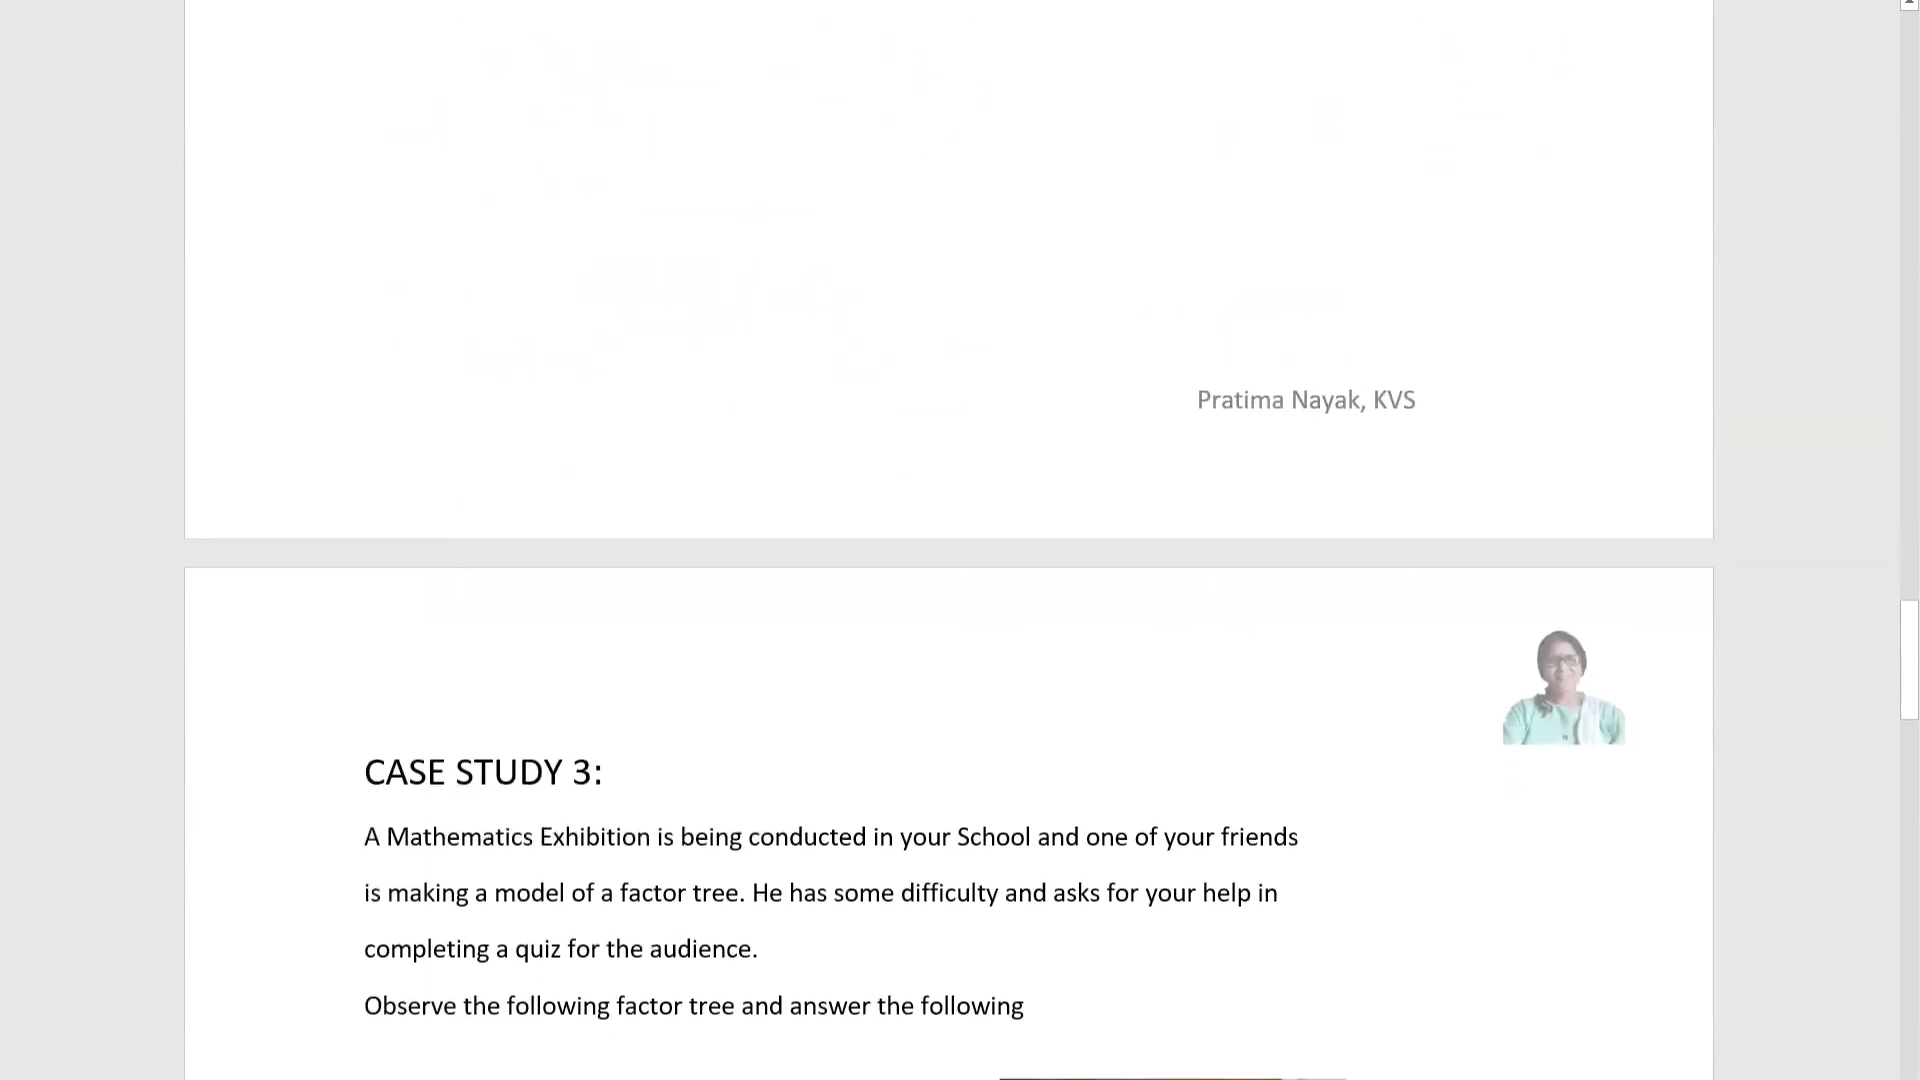 Pratima Nayak, KVS
CASE STUDY 3:
A Mathematics Exhibition is being conducted in your School and one of your friends
is making a model of a factor tree. He has some difficulty and asks for your help in
completing a quiz for the audience.
Observe the following factor tree and answer the following